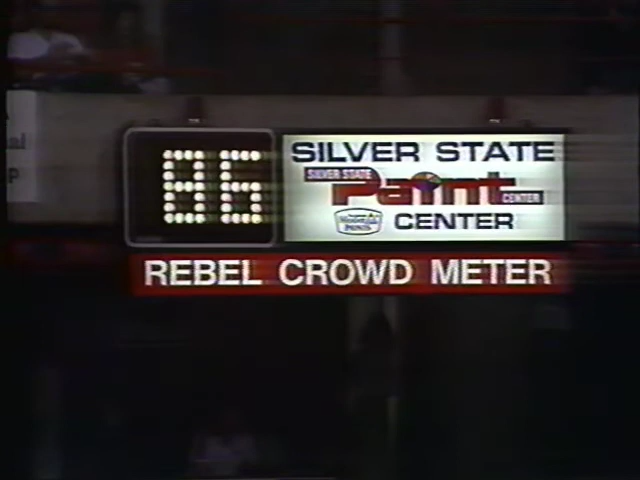 86
SILVER STATE
SILVER STATE
Paint
CENTER
CENTER
REBEL CROWD METER